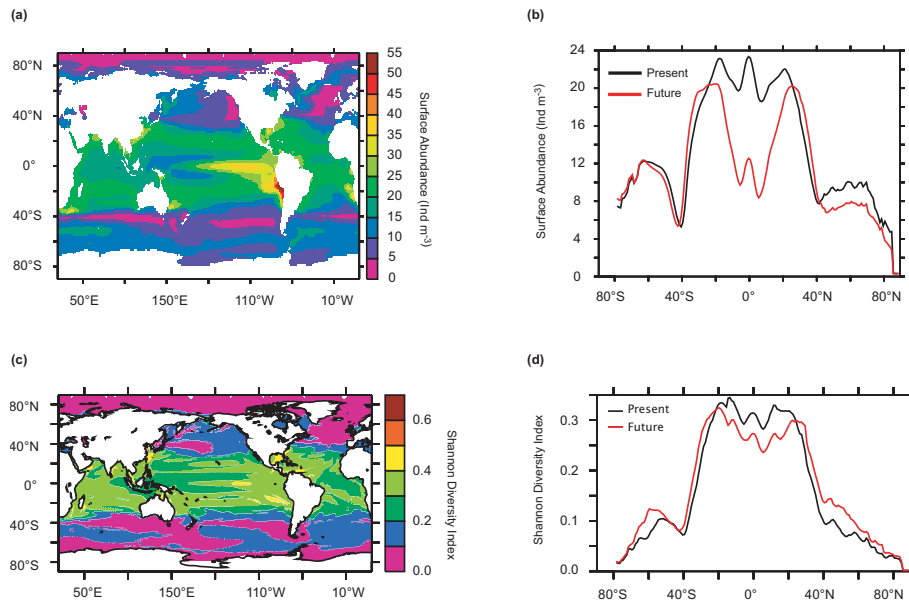 (a)
80°N
40°N
0°
40°S
80°S
50°E
150°E
110°W
10°W
55
50
45
40
35
30
25
20
15
10
5
0
Surface Abundance (Ind m⁻³)
(b)
Surface Abundance (Ind m⁻³)
24
20
16
12
8
4
0
Present
Future
80°S
40°S
0°
40°N
80°N
(c)
80°N
40°N
0°
40°S
80°S
50°E
150°E
110°W
10°W
0.6
0.4
0.2
0.0
Shannon Diversity Index
(d)
Shannon Diversity Index
0.3
0.2
0.1
0.0
Present
Future
80°S
40°S
0°
40°N
80°N